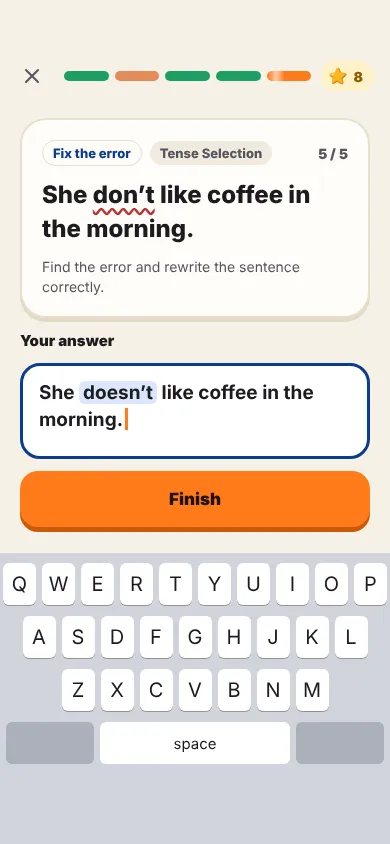 8
Fix the error
Tense Selection
5 / 5
She don’t like coffee in
the morning.
Find the error and rewrite the sentence
correctly.
Your answer
She doesn’t like coffee in the
morning.
Finish
Q W E R T Y U I O P
A S D F G H J K L
Z X C V B N M
space